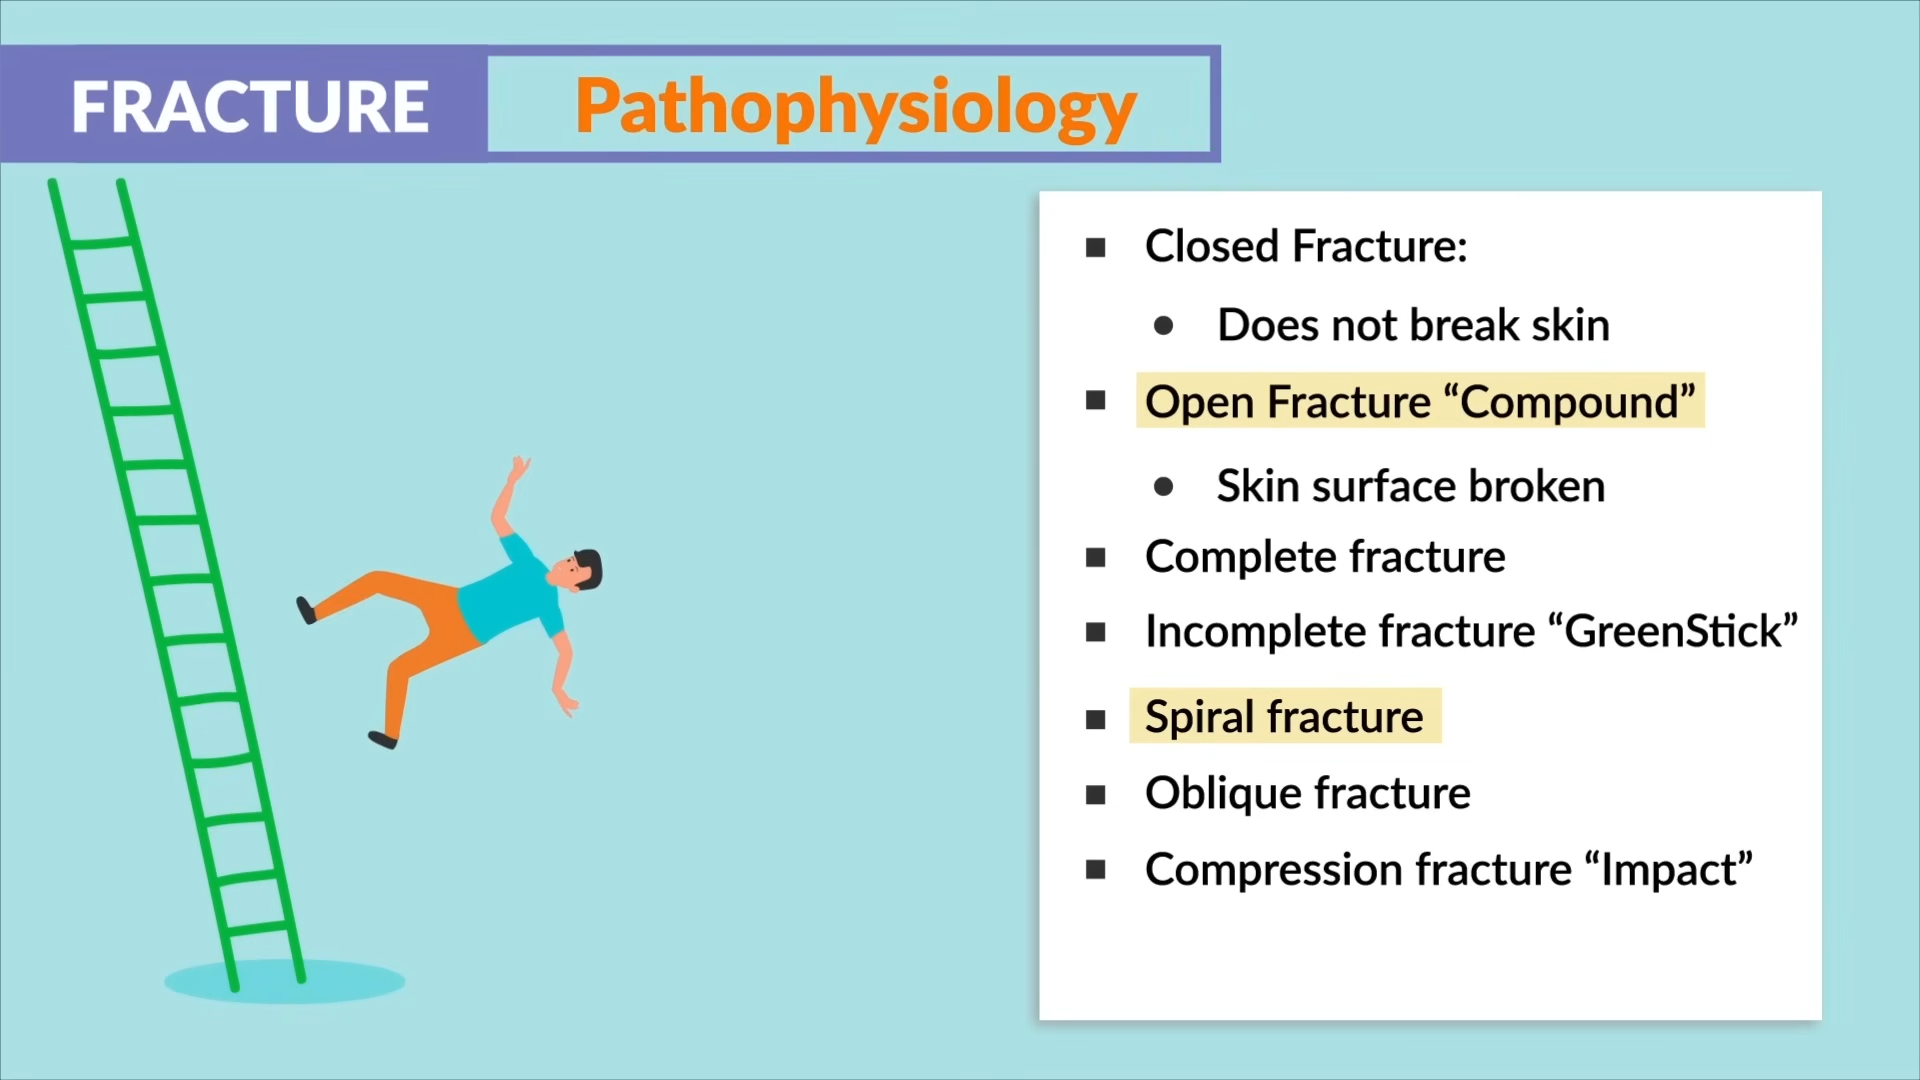 FRACTURE Pathophysiology
Closed Fracture:
Does not break skin
Open Fracture “Compound”
Skin surface broken
Complete fracture
Incomplete fracture “GreenStick”
Spiral fracture
Oblique fracture
Compression fracture “Impact”